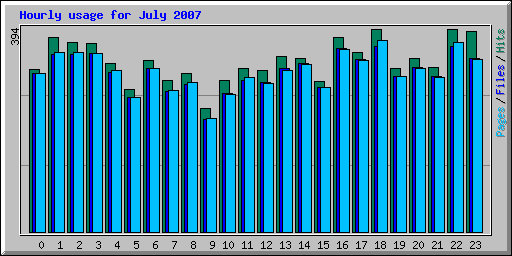 Hourly usage for July 2007
394
Pages / Files / Hits
0 1 2 3 4 5 6 7 8 9 10 11 12 13 14 15 16 17 18 19 20 21 22 23